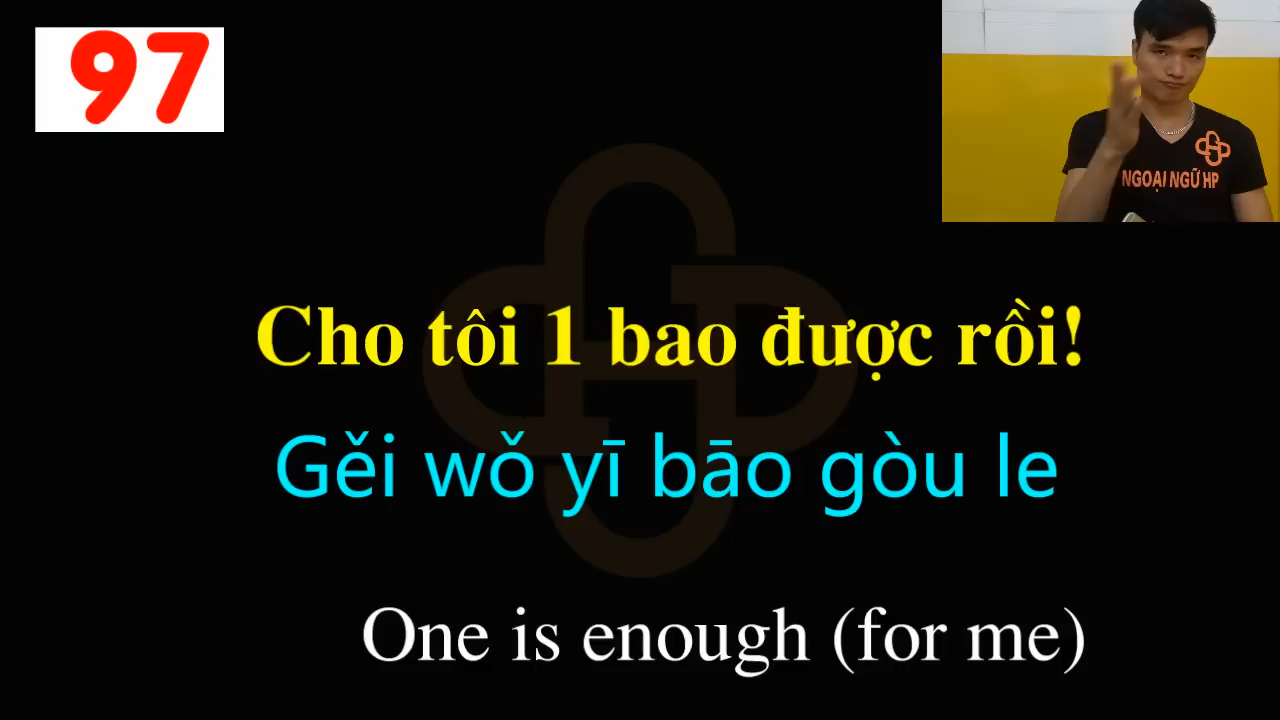 97
NGOẠI NGỮ HP
Cho tôi 1 bao được rồi!
Gěi wǒ yī bāo gòu le
One is enough (for me)